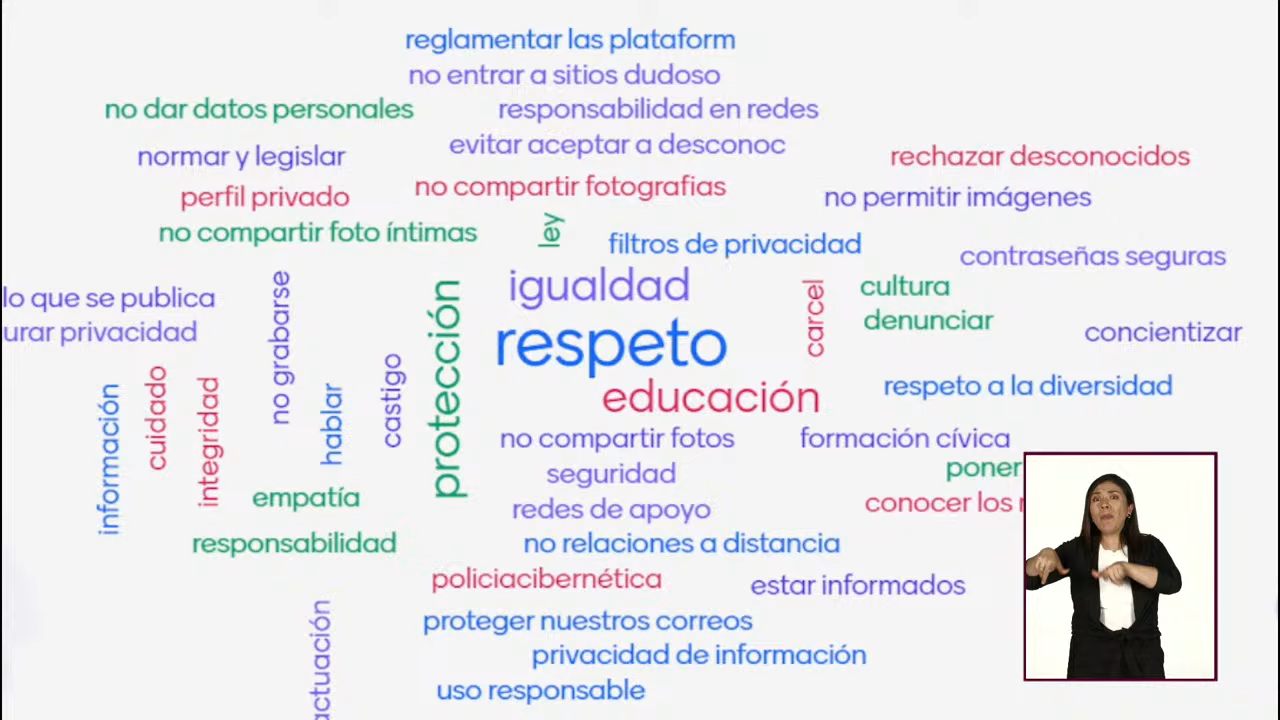 reglamentar las plataform
no entrar a sitios dudoso
no dar datos personales
responsabilidad en redes
evitar aceptar a desconoc
normar y legislar
rechazar desconocidos
perfil privado
no compartir fotografias
no permitir imágenes
no compartir foto íntimas
ley
filtros de privacidad
contraseñas seguras
lo que se publica
no grabarse
igualdad
carcel
cultura
denunciar
urar privacidad
protección
respeto
concientizar
información
cuidado
integridad
hablar
castigo
educación
respeto a la diversidad
no compartir fotos
formación cívica
seguridad
poner
empatía
redes de apoyo
conocer los
responsabilidad
no relaciones a distancia
policiacibernética
estar informados
actuación
proteger nuestros correos
privacidad de información
uso responsable